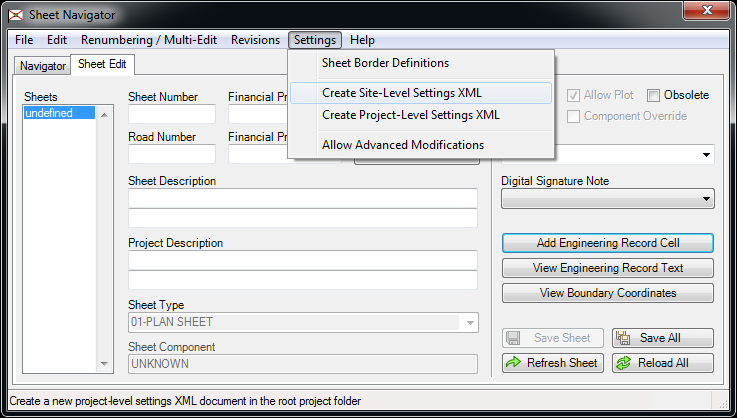 Sheet Navigator
File Edit Renumbering / Multi-Edit Revisions Settings Help
Navigator Sheet Edit
Sheet Border Definitions
Create Site-Level Settings XML
Create Project-Level Settings XML
Allow Advanced Modifications
Sheets
undefined
Sheet Number Financial Pr
Road Number Financial Pr
Sheet Description
Project Description
Sheet Type
01-PLAN SHEET
Sheet Component
UNKNOWN
Allow Plot Obsolete
Component Override
Digital Signature Note
Add Engineering Record Cell
View Engineering Record Text
View Boundary Coordinates
Save Sheet Save All
Refresh Sheet Reload All
Create a new project-level settings XML document in the root project folder